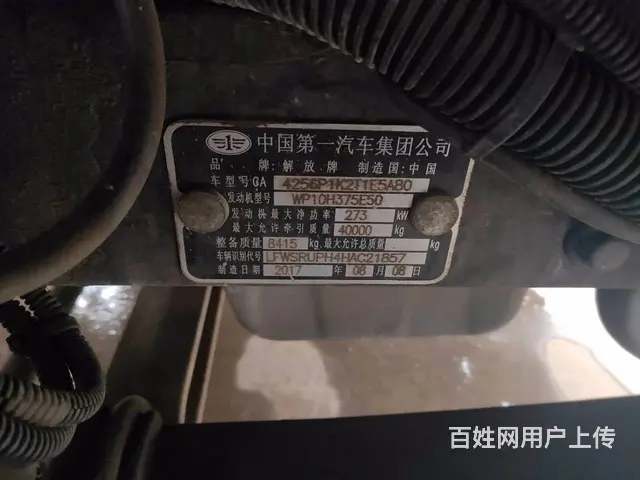 中国第一汽车集团公司
品 牌:解放牌 制造国:中国
车型号CA 4256P1K2T1E5A80
发动机型号 WP10H375E50
发动机最大净功率 273 kW
最大允许牵引质量 40000 kg
整备质量 8415 kg 最大允许总质量 kg
车辆识别代号 LFWSRUPH4HAC21857
制造日期 2017 年 08 月 08 日
百姓网用户上传